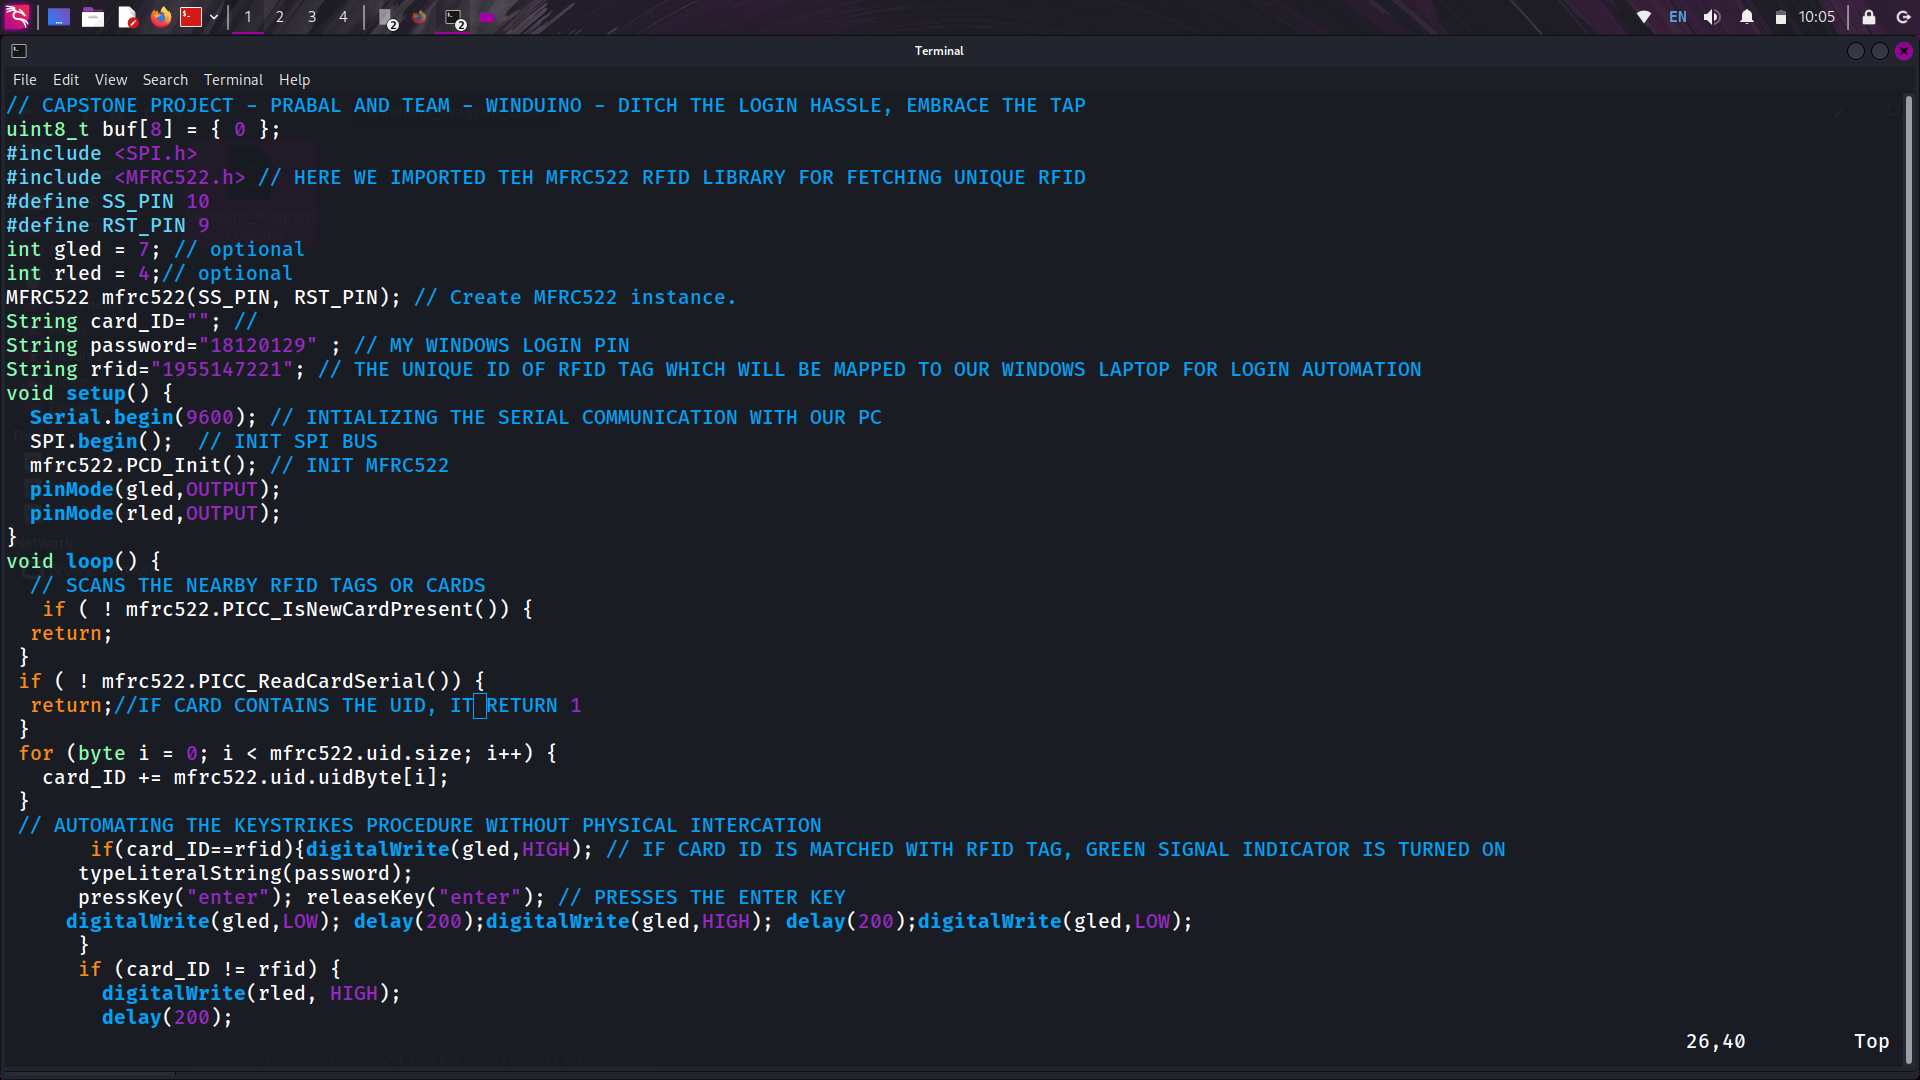 1 2 3 4 2 2 EN 10:05
Terminal
File Edit View Search Terminal Help
// CAPSTONE PROJECT - PRABAL AND TEAM - WINDUINO - DITCH THE LOGIN HASSLE, EMBRACE THE TAP
uint8_t buf[8] = { 0 };
#include <SPI.h>
#include <MFRC522.h> // HERE WE IMPORTED TEH MFRC522 RFID LIBRARY FOR FETCHING UNIQUE RFID
#define SS_PIN 10
#define RST_PIN 9
int gled = 7; // optional
int rled = 4;// optional
MFRC522 mfrc522(SS_PIN, RST_PIN); // Create MFRC522 instance.
String card_ID=""; //
String password="18120129" ; // MY WINDOWS LOGIN PIN
String rfid="1955147221"; // THE UNIQUE ID OF RFID TAG WHICH WILL BE MAPPED TO OUR WINDOWS LAPTOP FOR LOGIN AUTOMATION
void setup() {
  Serial.begin(9600); // INTIALIZING THE SERIAL COMMUNICATION WITH OUR PC
  SPI.begin();  // INIT SPI BUS
  mfrc522.PCD_Init(); // INIT MFRC522
  pinMode(gled,OUTPUT);
  pinMode(rled,OUTPUT);
}
void loop() {
  // SCANS THE NEARBY RFID TAGS OR CARDS
   if ( ! mfrc522.PICC_IsNewCardPresent()) {
  return;
 }
 if ( ! mfrc522.PICC_ReadCardSerial()) {
  return;//IF CARD CONTAINS THE UID, IT RETURN 1
 }
 for (byte i = 0; i < mfrc522.uid.size; i++) {
   card_ID += mfrc522.uid.uidByte[i];
 }
 // AUTOMATING THE KEYSTRIKES PROCEDURE WITHOUT PHYSICAL INTERCATION
       if(card_ID==rfid){digitalWrite(gled,HIGH); // IF CARD ID IS MATCHED WITH RFID TAG, GREEN SIGNAL INDICATOR IS TURNED ON
      typeLiteralString(password);
      pressKey("enter"); releaseKey("enter"); // PRESSES THE ENTER KEY
     digitalWrite(gled,LOW); delay(200);digitalWrite(gled,HIGH); delay(200);digitalWrite(gled,LOW);
      }
      if (card_ID != rfid) {
        digitalWrite(rled, HIGH);
        delay(200);
26,40 Top